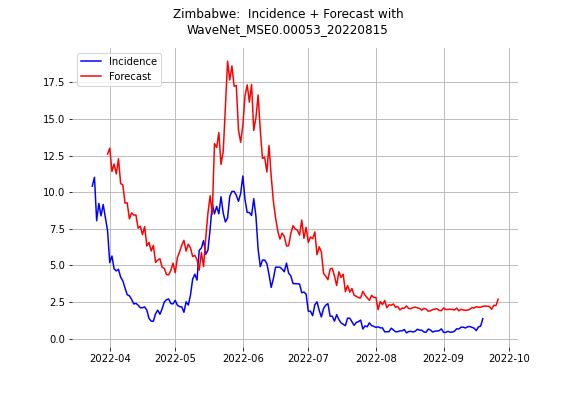 Zimbabwe:  Incidence + Forecast with
WaveNet_MSE0.00053_20220815
Incidence
Forecast
17.5
15.0
12.5
10.0
7.5
5.0
2.5
0.0
2022-04 2022-05 2022-06 2022-07 2022-08 2022-09 2022-10